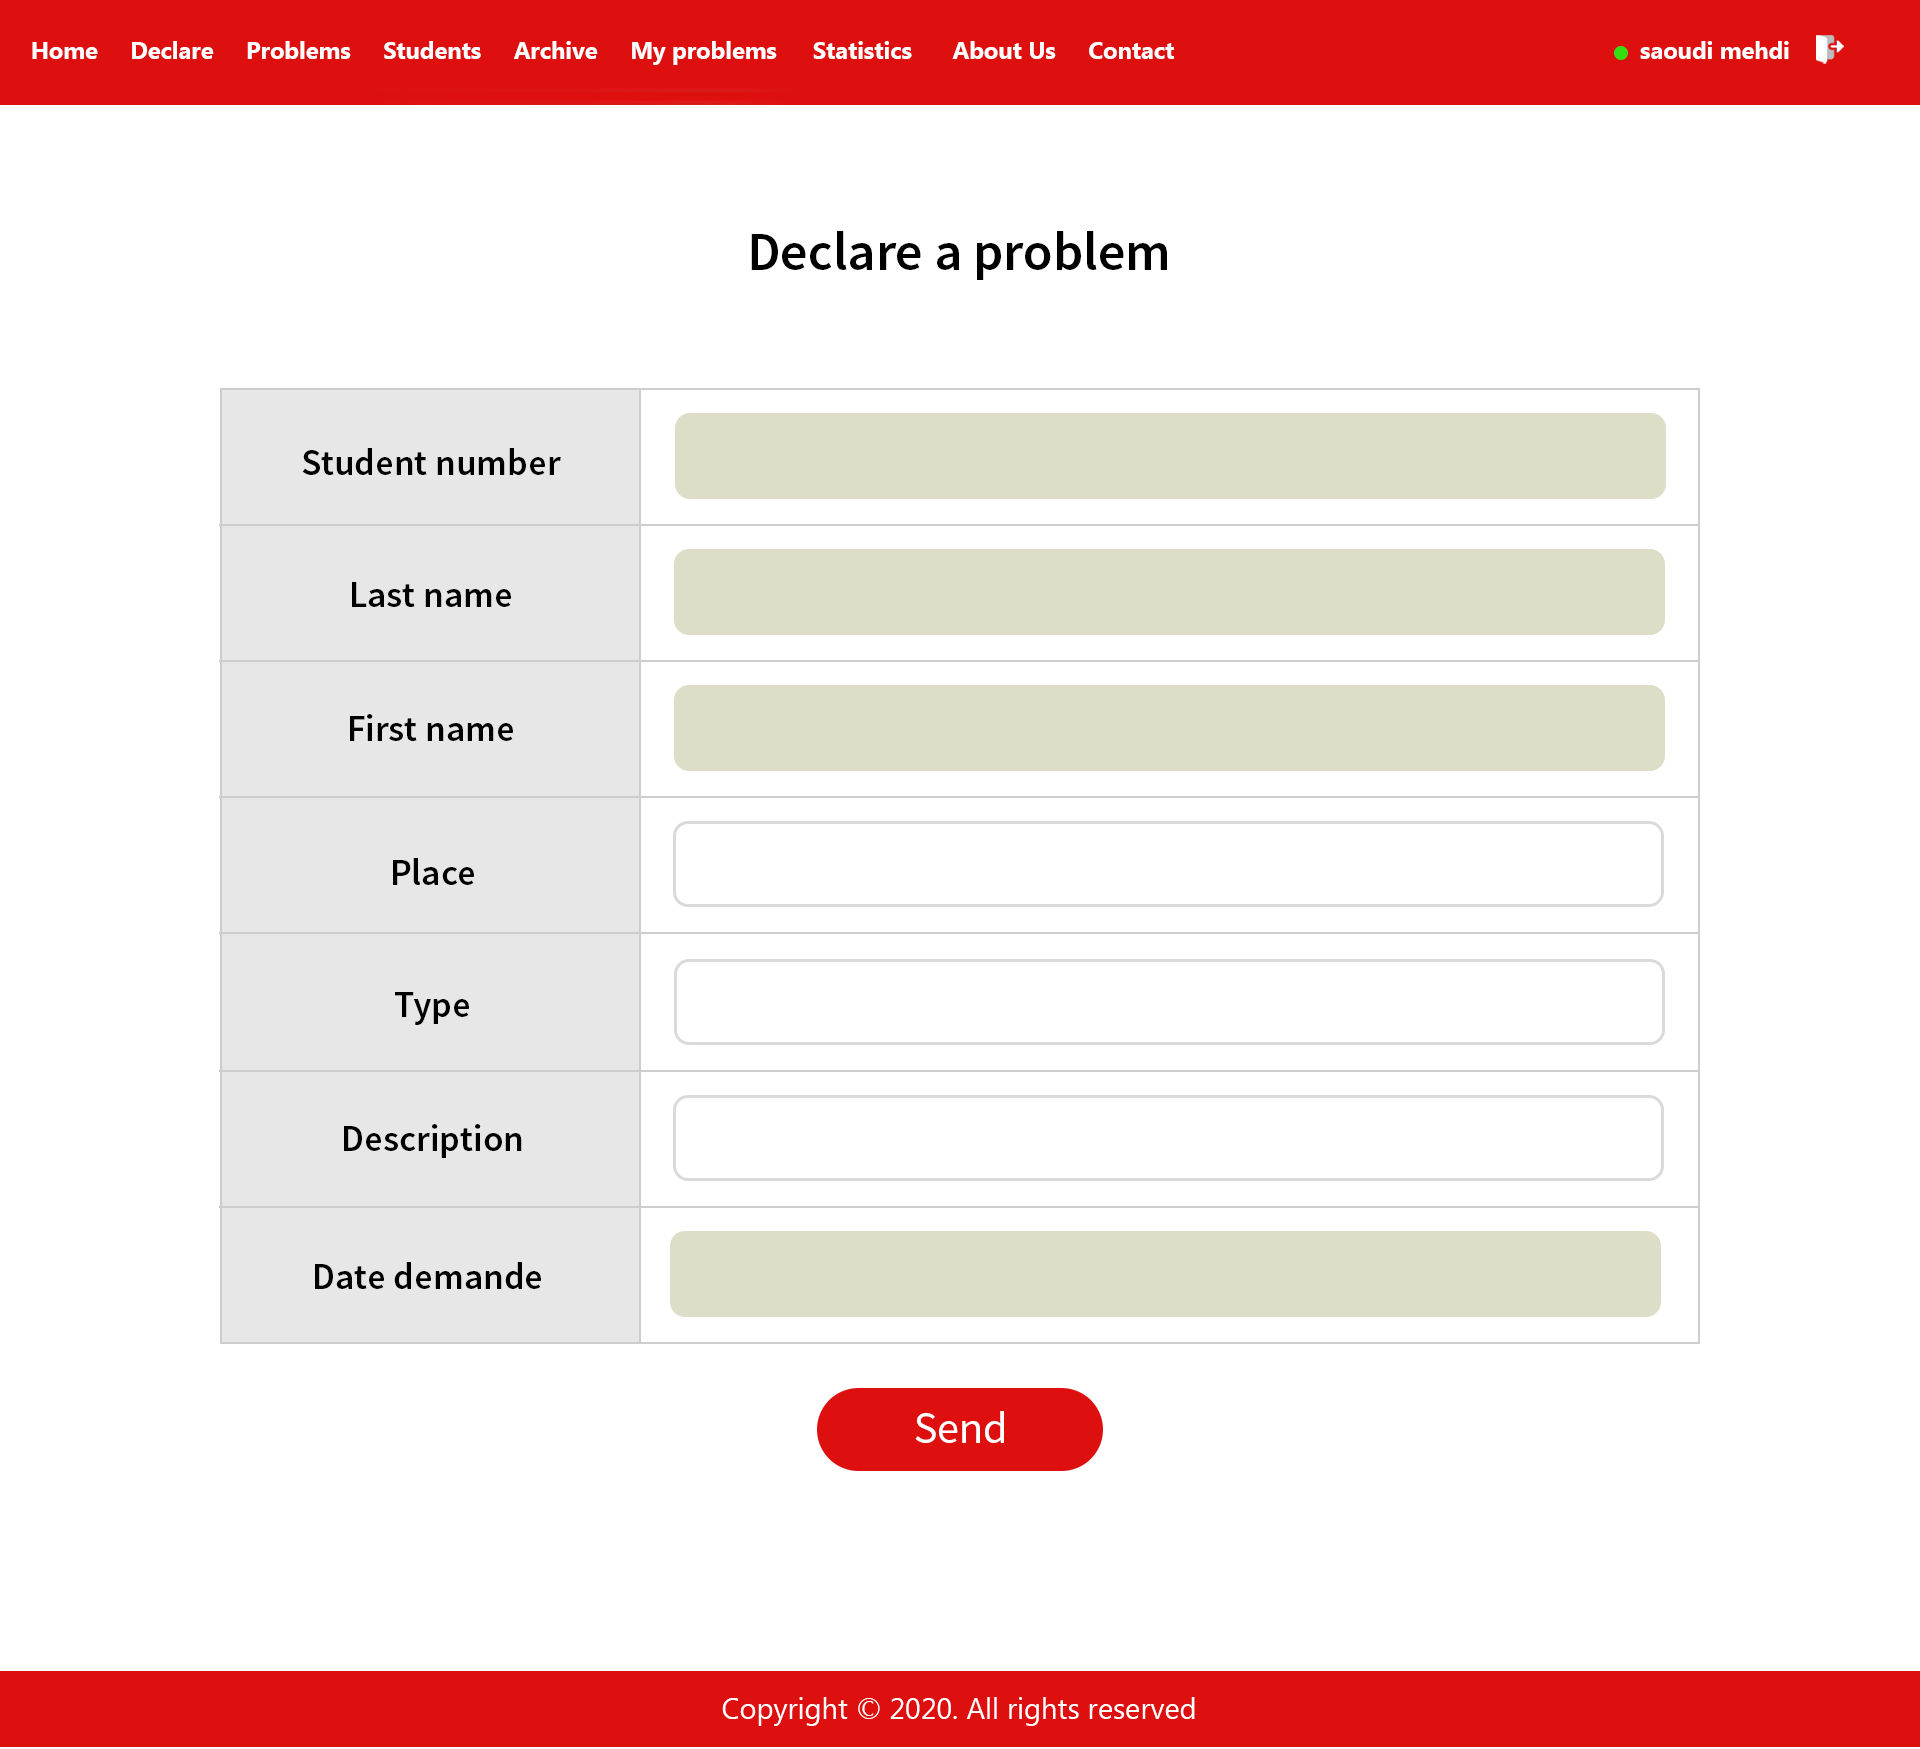 Home Declare Problems Students Archive My problems Statistics About Us Contact saoudi mehdi
Declare a problem
Student number
Last name
First name
Place
Type
Description
Date demande
Send
Copyright © 2020. All rights reserved